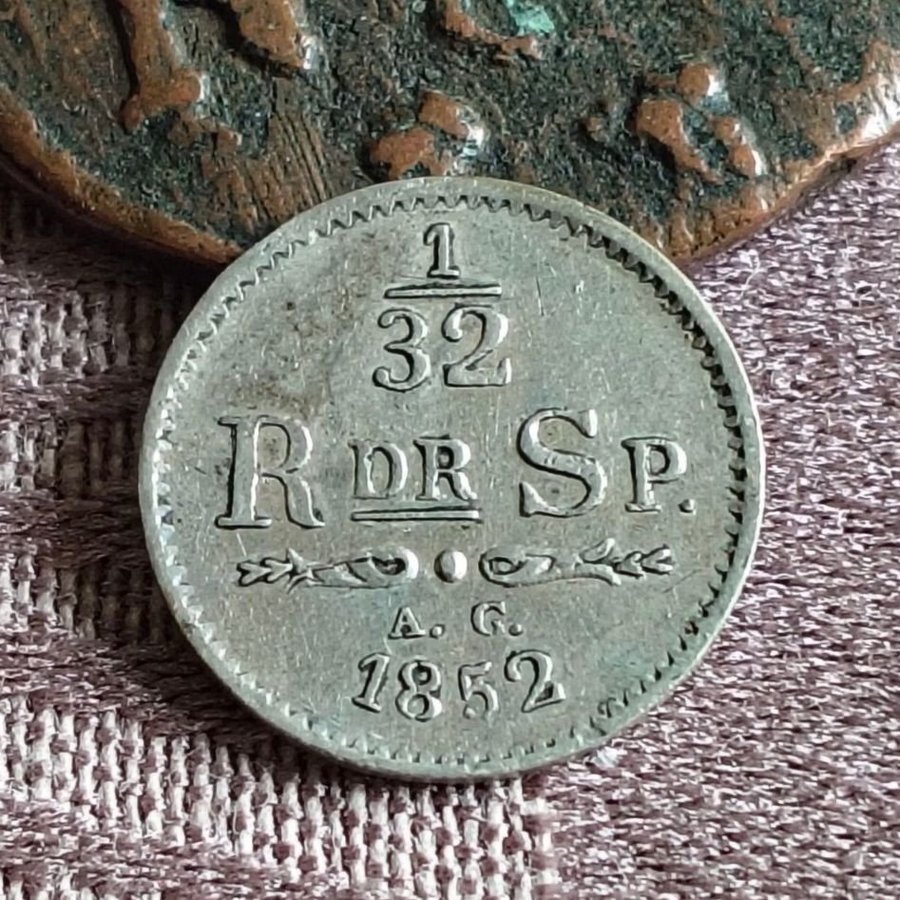 1
32
RDR SP.
A. G.
1852